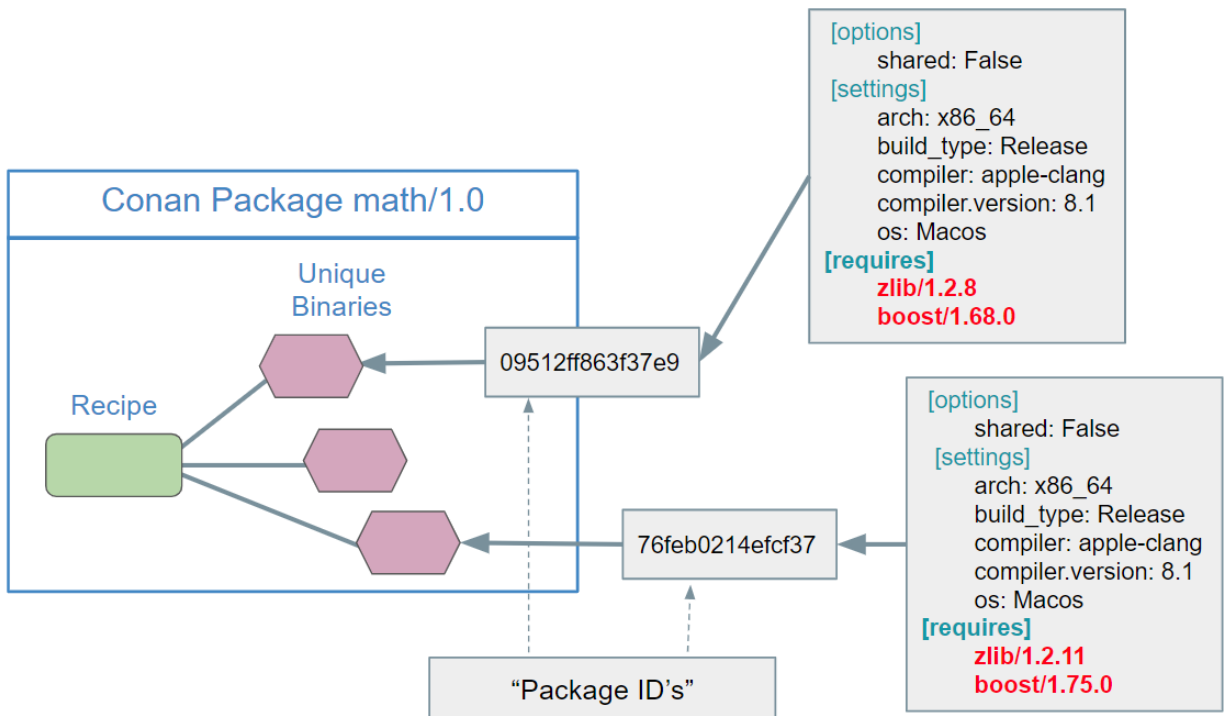 [options]
shared: False
[settings]
arch: x86_64
build_type: Release
compiler: apple-clang
compiler.version: 8.1
os: Macos
[requires]
zlib/1.2.8
boost/1.68.0
Conan Package math/1.0
Unique
Binaries
09512ff863f37e9
Recipe
[options]
shared: False
[settings]
arch: x86_64
build_type: Release
compiler: apple-clang
compiler.version: 8.1
os: Macos
[requires]
zlib/1.2.11
boost/1.75.0
76feb0214efcf37
“Package ID’s”